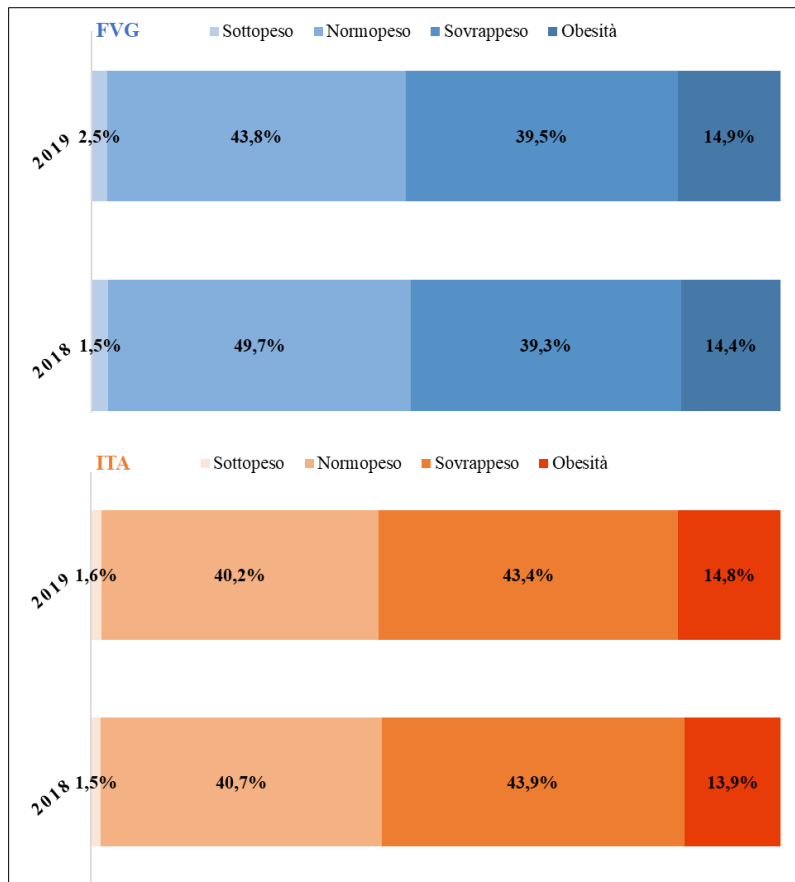 FVG Sottopeso Normopeso Sovrappeso Obesità
2019 2,5% 43,8% 39,5% 14,9%
2018 1,5% 49,7% 39,3% 14,4%
ITA Sottopeso Normopeso Sovrappeso Obesità
2019 1,6% 40,2% 43,4% 14,8%
2018 1,5% 40,7% 43,9% 13,9%